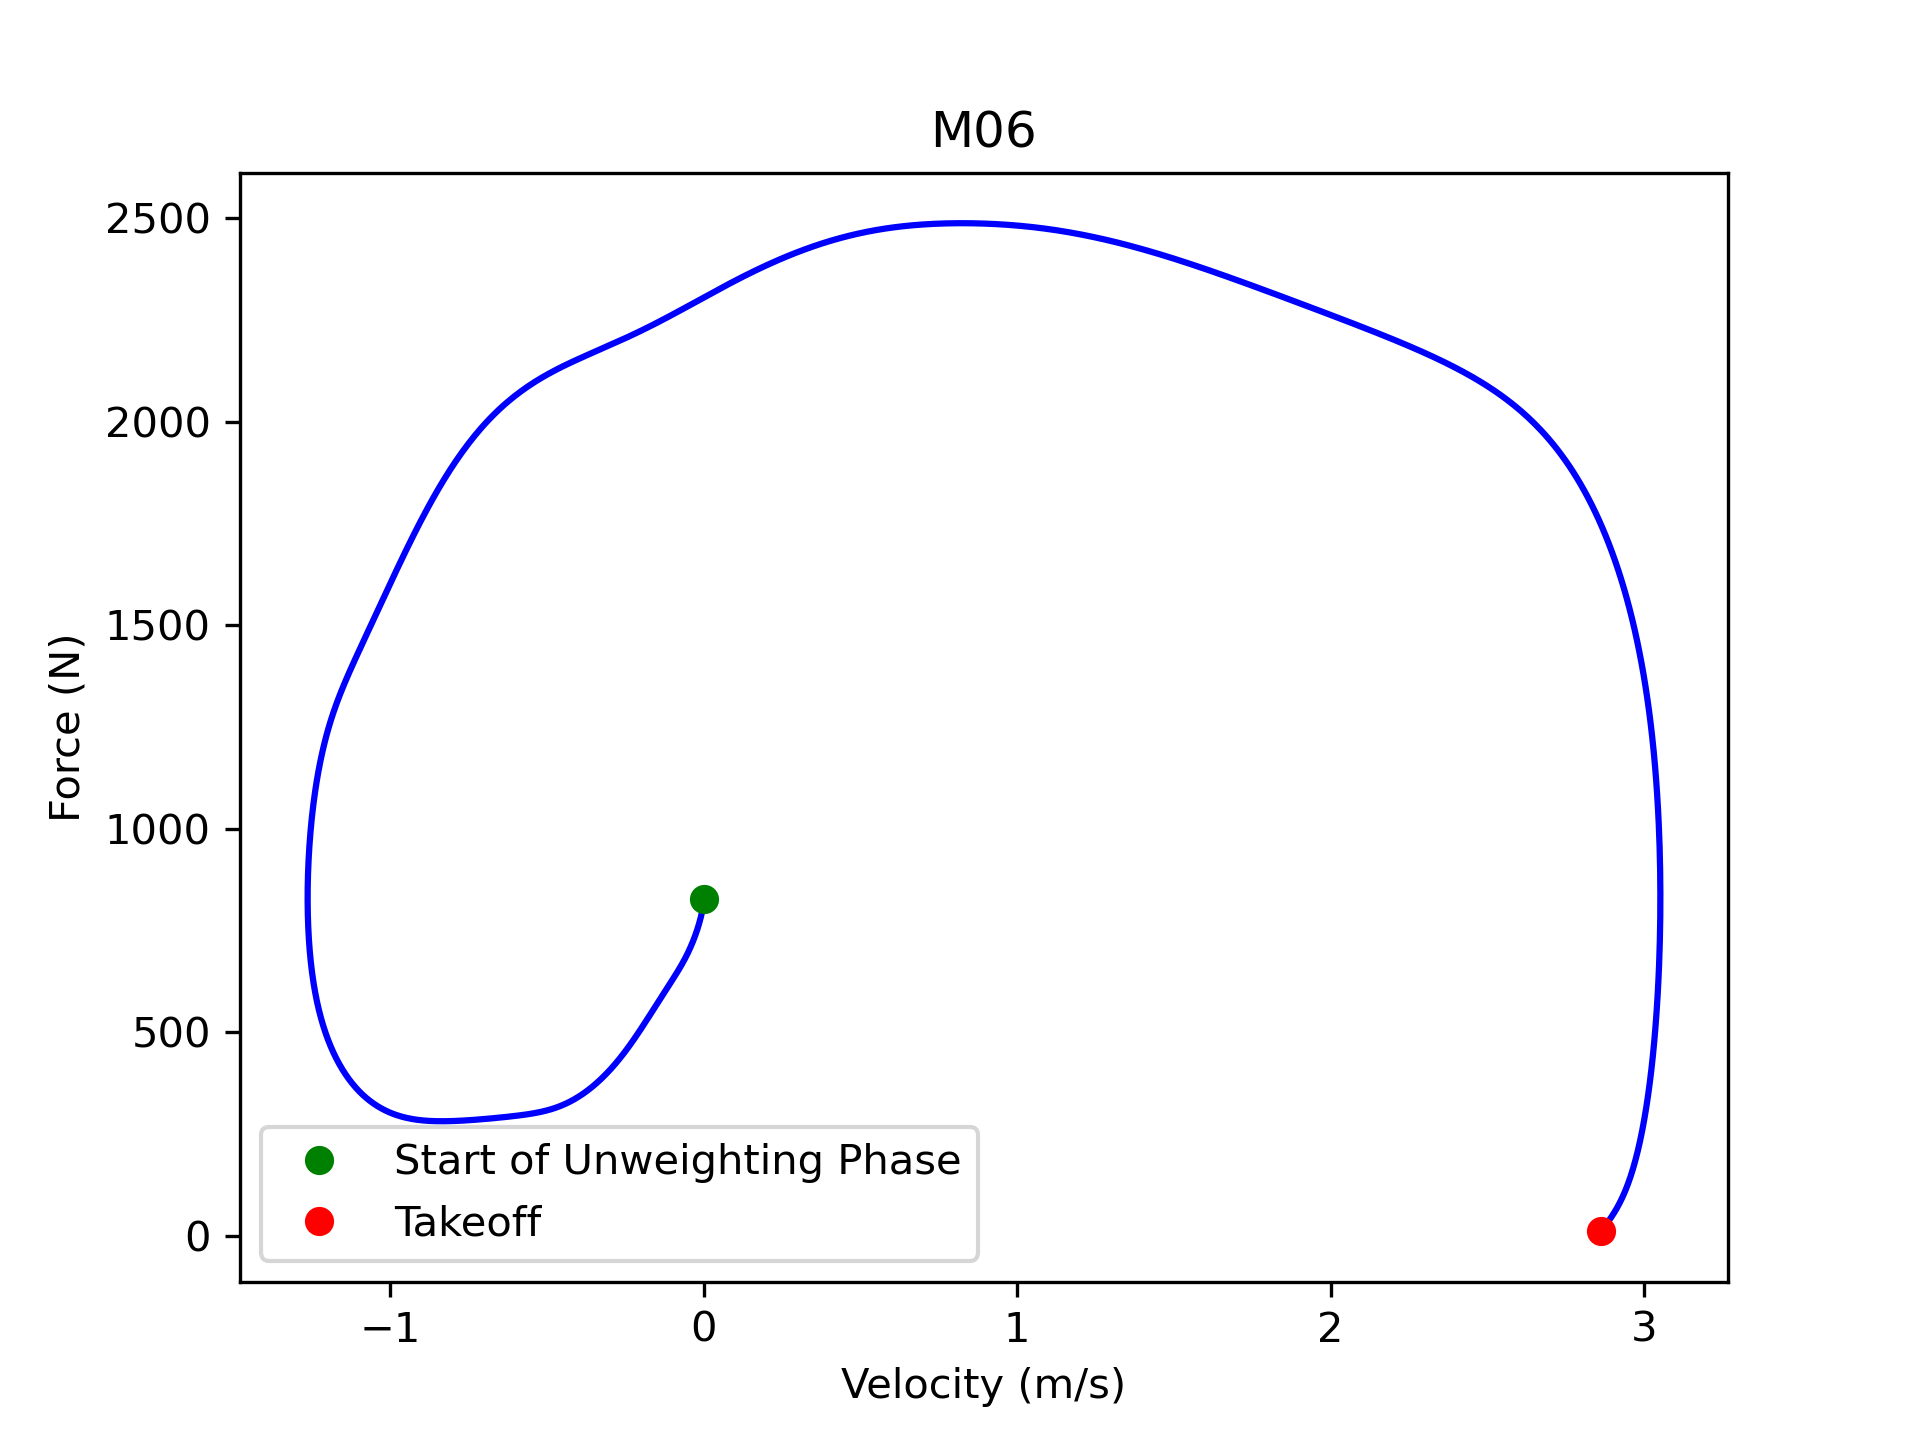 M06
2500
2000
1500
1000
500
0
Force (N)
Start of Unweighting Phase
Takeoff
−1 0 1 2 3
Velocity (m/s)